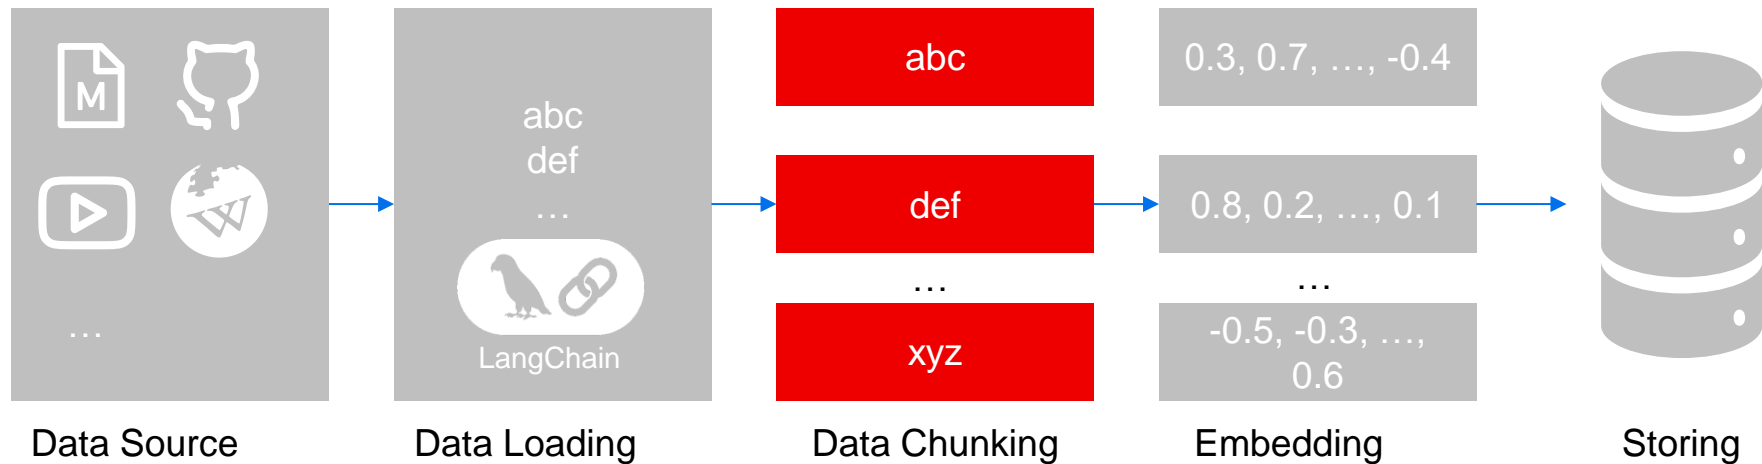 M
W
…
Data Source
abc
def
…
LangChain
Data Loading
abc
def
…
xyz
Data Chunking
0.3, 0.7, …, -0.4
0.8, 0.2, …, 0.1
…
-0.5, -0.3, …,
0.6
Embedding
Storing